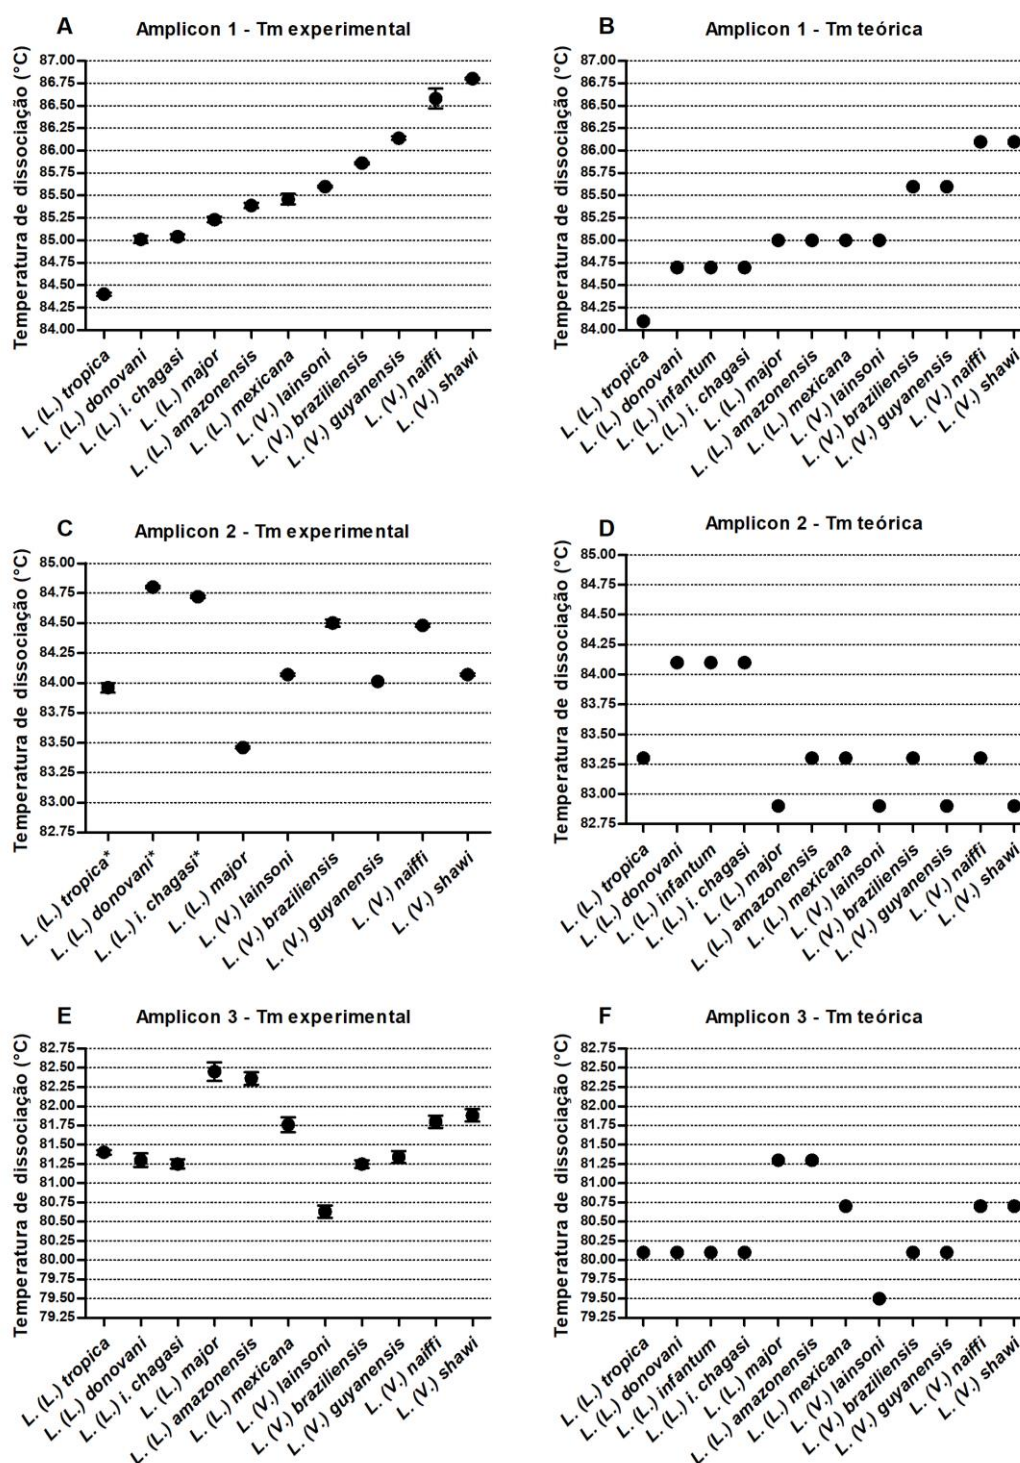 A
Amplicon 1 - Tm experimental
Temperatura de dissociação (°C)
87.00
86.75
86.50
86.25
86.00
85.75
85.50
85.25
85.00
84.75
84.50
84.25
84.00
L. (L.) tropica
L. (L.) donovani
L. (L.) i. chagasi
L. (L.) major
L. (L.) amazonensis
L. (L.) mexicana
L. (V.) lainsoni
L. (V.) braziliensis
L. (V.) guyanensis
L. (V.) naiffi
L. (V.) shawi
B
Amplicon 1 - Tm teórica
Temperatura de dissociação (°C)
87.00
86.75
86.50
86.25
86.00
85.75
85.50
85.25
85.00
84.75
84.50
84.25
84.00
L. (L.) tropica
L. (L.) donovani
L. (L.) infantum
L. (L.) i. chagasi
L. (L.) major
L. (L.) amazonensis
L. (L.) mexicana
L. (V.) lainsoni
L. (V.) braziliensis
L. (V.) guyanensis
L. (V.) naiffi
L. (V.) shawi
C
Amplicon 2 - Tm experimental
Temperatura de dissociação (°C)
85.00
84.75
84.50
84.25
84.00
83.75
83.50
83.25
83.00
82.75
L. (L.) tropica*
L. (L.) donovani*
L. (L.) i. chagasi*
L. (L.) major
L. (V.) lainsoni
L. (V.) braziliensis
L. (V.) guyanensis
L. (V.) naiffi
L. (V.) shawi
D
Amplicon 2 - Tm teórica
Temperatura de dissociação (°C)
85.00
84.75
84.50
84.25
84.00
83.75
83.50
83.25
83.00
82.75
L. (L.) tropica
L. (L.) donovani
L. (L.) infantum
L. (L.) i. chagasi
L. (L.) major
L. (L.) amazonensis
L. (L.) mexicana
L. (V.) lainsoni
L. (V.) braziliensis
L. (V.) guyanensis
L. (V.) naiffi
L. (V.) shawi
E
Amplicon 3 - Tm experimental
Temperatura de dissociação (°C)
82.75
82.50
82.25
82.00
81.75
81.50
81.25
81.00
80.75
80.50
80.25
80.00
79.75
79.50
79.25
L. (L.) tropica
L. (L.) donovani
L. (L.) i. chagasi
L. (L.) major
L. (L.) amazonensis
L. (L.) mexicana
L. (V.) lainsoni
L. (V.) braziliensis
L. (V.) guyanensis
L. (V.) naiffi
L. (V.) shawi
F
Amplicon 3 - Tm teórica
Temperatura de dissociação (°C)
82.75
82.50
82.25
82.00
81.75
81.50
81.25
81.00
80.75
80.50
80.25
80.00
79.75
79.50
79.25
L. (L.) tropica
L. (L.) donovani
L. (L.) infantum
L. (L.) i. chagasi
L. (L.) major
L. (L.) amazonensis
L. (L.) mexicana
L. (V.) lainsoni
L. (V.) braziliensis
L. (V.) guyanensis
L. (V.) naiffi
L. (V.) shawi